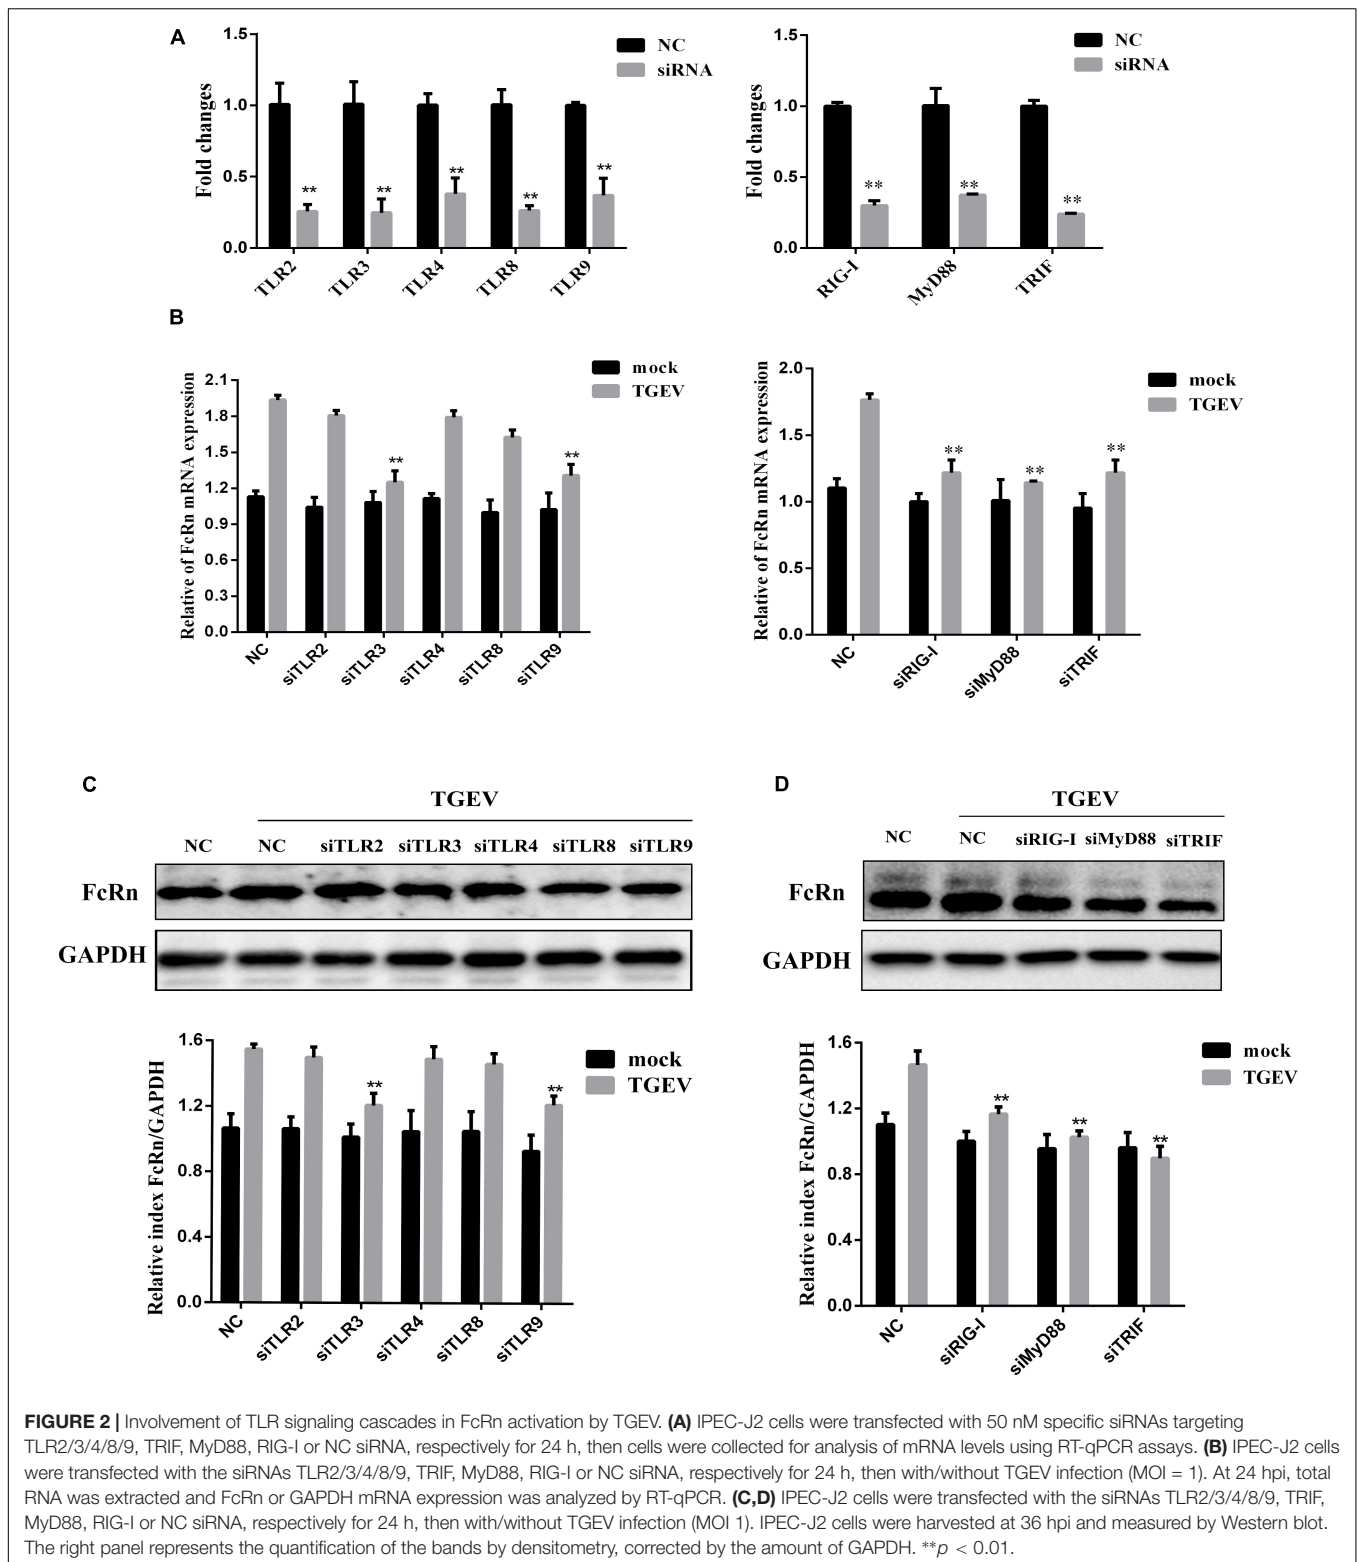 A
1.5
1.0
0.5
0.0
Fold changes
NC
siRNA
**
**
**
**
**
TLR2
TLR3
TLR4
TLR8
TLR9
1.5
1.0
0.5
0.0
Fold changes
NC
siRNA
**
**
**
RIG-I
MyD88
TRIF
B
2.1
1.8
1.5
1.2
0.9
0.6
0.3
0.0
Relative of FcRn mRNA expression
mock
TGEV
**
**
NC
siTLR2
siTLR3
siTLR4
siTLR8
siTLR9
2.0
1.5
1.0
0.5
0.0
Relative of FcRn mRNA expression
mock
TGEV
**
**
**
NC
siRIG-I
siMyD88
siTRIF
C
TGEV
NC NC siTLR2 siTLR3 siTLR4 siTLR8 siTLR9
FcRn
GAPDH
1.6
1.2
0.8
0.4
0.0
Relative index FcRn/GAPDH
mock
TGEV
**
**
NC
siTLR2
siTLR3
siTLR4
siTLR8
siTLR9
D
TGEV
NC NC siRIG-I siMyD88 siTRIF
FcRn
GAPDH
1.6
1.2
0.8
0.4
0.0
Relative index FcRn/GAPDH
mock
TGEV
**
**
**
NC
siRIG-I
siMyD88
siTRIF
FIGURE 2 | Involvement of TLR signaling cascades in FcRn activation by TGEV. (A) IPEC-J2 cells were transfected with 50 nM specific siRNAs targeting
TLR2/3/4/8/9, TRIF, MyD88, RIG-I or NC siRNA, respectively for 24 h, then cells were collected for analysis of mRNA levels using RT-qPCR assays. (B) IPEC-J2 cells
were transfected with the siRNAs TLR2/3/4/8/9, TRIF, MyD88, RIG-I or NC siRNA, respectively for 24 h, then with/without TGEV infection (MOI = 1). At 24 hpi, total
RNA was extracted and FcRn or GAPDH mRNA expression was analyzed by RT-qPCR. (C,D) IPEC-J2 cells were transfected with the siRNAs TLR2/3/4/8/9, TRIF,
MyD88, RIG-I or NC siRNA, respectively for 24 h, then with/without TGEV infection (MOI 1). IPEC-J2 cells were harvested at 36 hpi and measured by Western blot.
The right panel represents the quantification of the bands by densitometry, corrected by the amount of GAPDH. **p < 0.01.